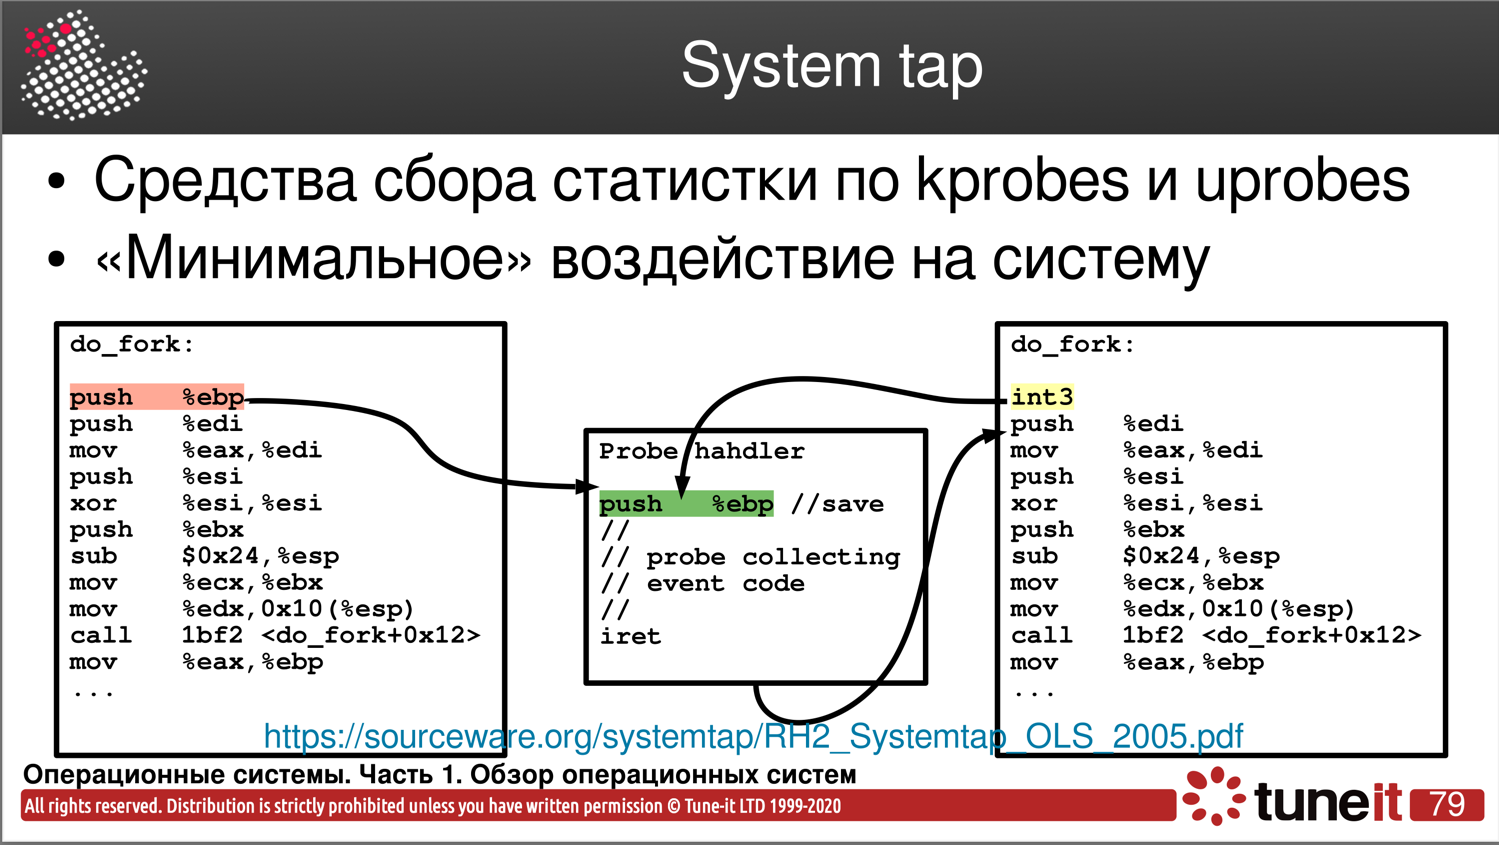 System tap
• Средства сбора статистки по kprobes и uprobes
• «Минимальное» воздействие на систему
do_fork:
push %ebp
push %edi
mov %eax,%edi
push %esi
xor %esi,%esi
push %ebx
sub $0x24,%esp
mov %ecx,%ebx
mov %edx,0x10(%esp)
call 1bf2 <do_fork+0x12>
mov %eax,%ebp
...
Probe hahdler
push %ebp //save
//
// probe collecting
// event code
//
iret
do_fork:
int3
push %edi
mov %eax,%edi
push %esi
xor %esi,%esi
push %ebx
sub $0x24,%esp
mov %ecx,%ebx
mov %edx,0x10(%esp)
call 1bf2 <do_fork+0x12>
mov %eax,%ebp
...
https://sourceware.org/systemtap/RH2_Systemtap_OLS_2005.pdf
Операционные системы. Часть 1. Обзор операционных систем
All rights reserved. Distribution is strictly prohibited unless you have written permission © Tune-it LTD 1999-2020
tuneit
79